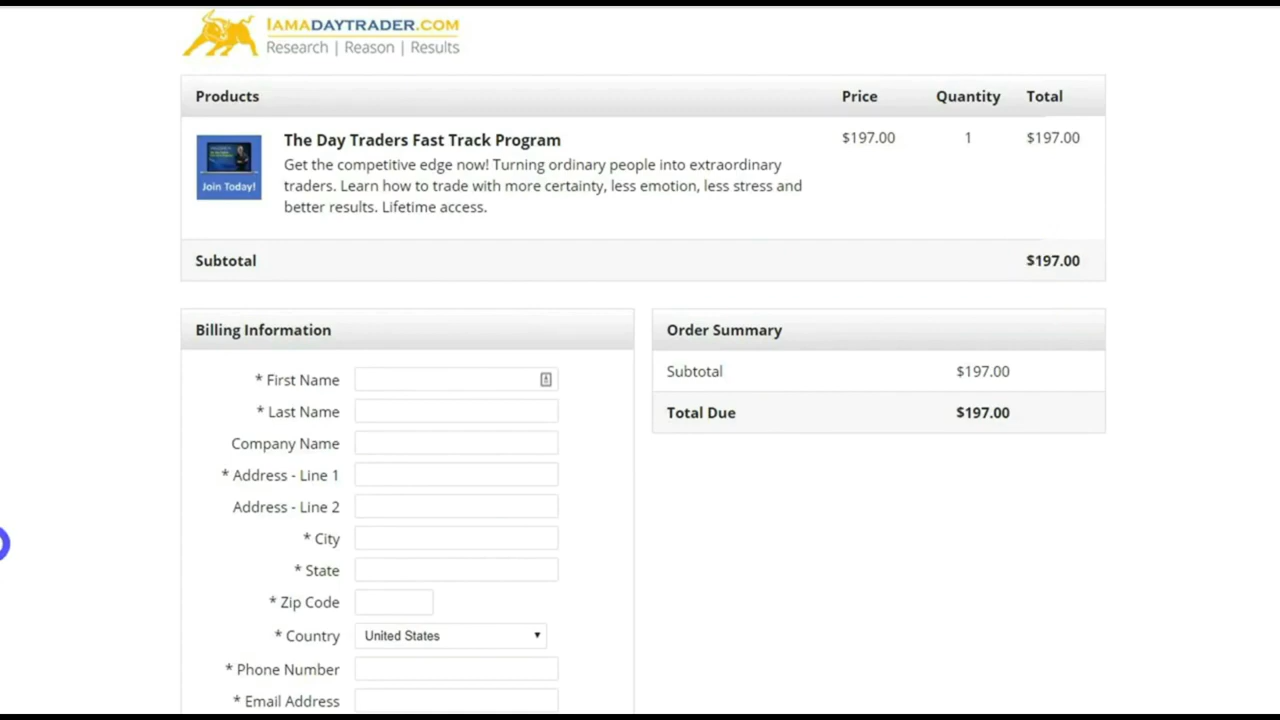 IAMADAYTRADER.COM
Research | Reason | Results
Products Price Quantity Total
The Day Traders Fast Track Program $197.00 1 $197.00
Get the competitive edge now! Turning ordinary people into extraordinary
traders. Learn how to trade with more certainty, less emotion, less stress and
better results. Lifetime access.
Join Today!
Subtotal $197.00
Billing Information
* First Name
* Last Name
Company Name
* Address - Line 1
Address - Line 2
* City
* State
* Zip Code
* Country United States
* Phone Number
* Email Address
Order Summary
Subtotal $197.00
Total Due $197.00